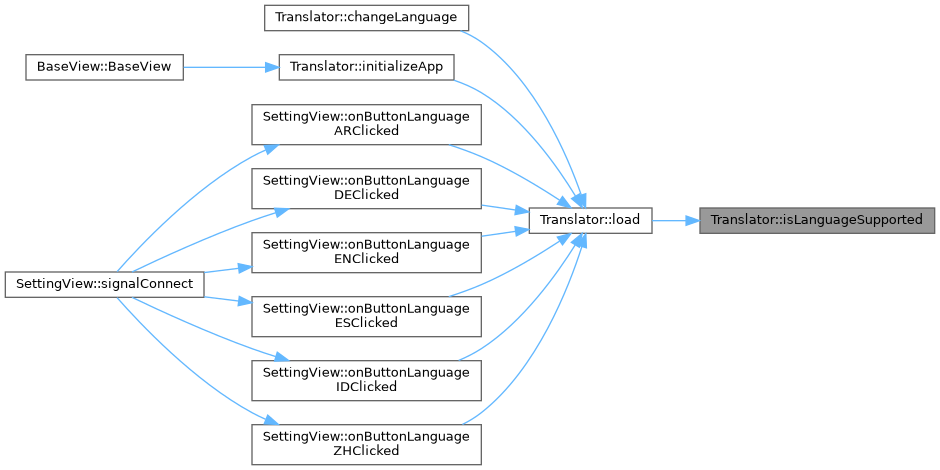 Translator::changeLanguage
BaseView::BaseView
Translator::initializeApp
SettingView::onButtonLanguage
ARClicked
SettingView::onButtonLanguage
DEClicked
Translator::load
Translator::isLanguageSupported
SettingView::onButtonLanguage
ENClicked
SettingView::signalConnect
SettingView::onButtonLanguage
ESClicked
SettingView::onButtonLanguage
IDClicked
SettingView::onButtonLanguage
ZHClicked